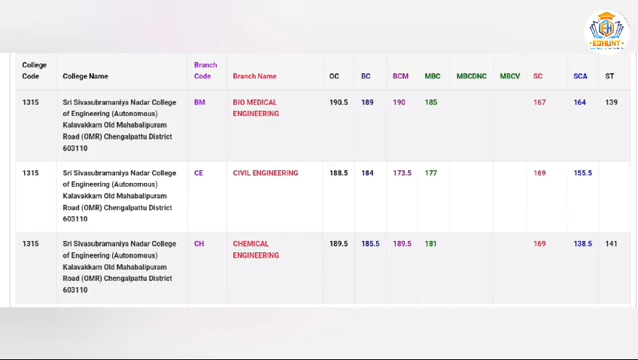 EDHUNT
College Code College Name Branch Code Branch Name OC BC BCM MBC MBCDNC MBCV SC SCA ST
1315 Sri Sivasubramaniya Nadar College BM BIO MEDICAL 190.5 189 190 185 167 164 139
of Engineering (Autonomous) ENGINEERING
Kalavakkam Old Mahabalipuram
Road (OMR) Chengalpattu District
603110
1315 Sri Sivasubramaniya Nadar College CE CIVIL ENGINEERING 188.5 184 173.5 177 169 155.5
of Engineering (Autonomous)
Kalavakkam Old Mahabalipuram
Road (OMR) Chengalpattu District
603110
1315 Sri Sivasubramaniya Nadar College CH CHEMICAL 189.5 185.5 189.5 181 169 138.5 141
of Engineering (Autonomous) ENGINEERING
Kalavakkam Old Mahabalipuram
Road (OMR) Chengalpattu District
603110